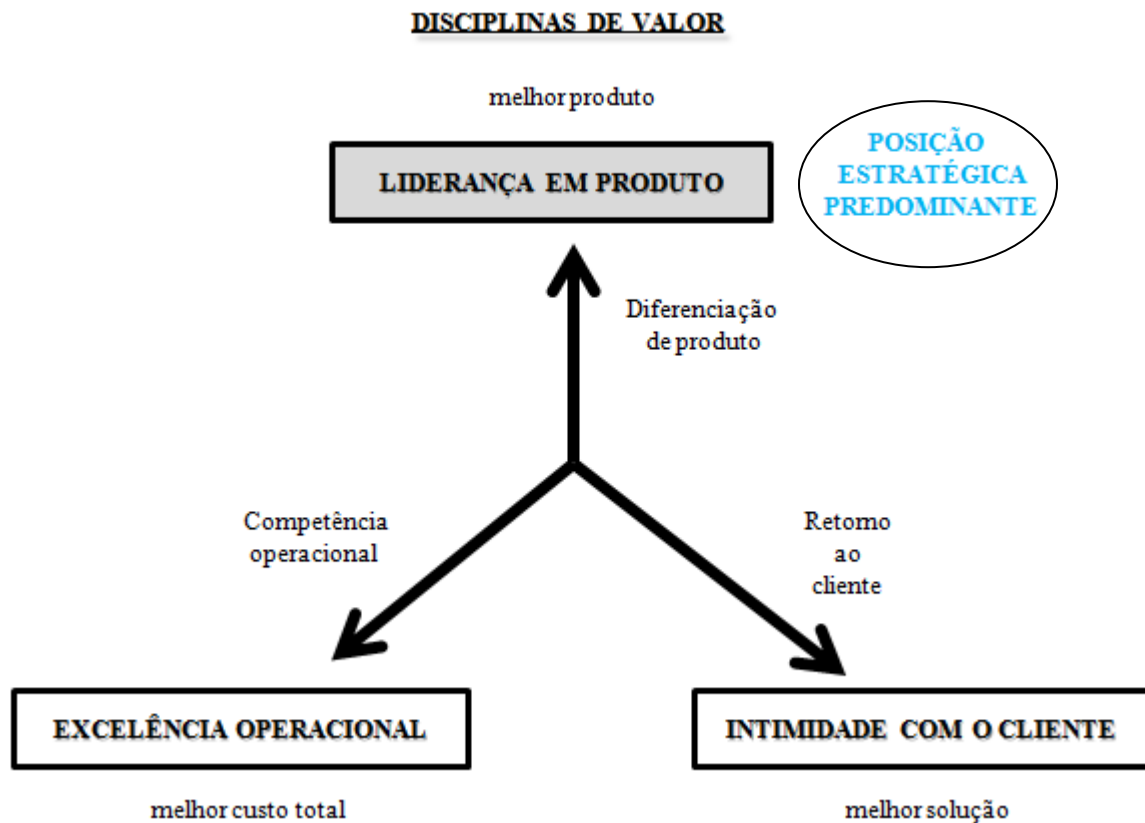 DISCIPLINAS DE VALOR
melhor produto
LIDERANÇA EM PRODUTO
POSIÇÃO
ESTRATÉGICA
PREDOMINANTE
Diferenciação
de produto
Competência
operacional
Retorno
ao
cliente
EXCELÊNCIA OPERACIONAL
INTIMIDADE COM O CLIENTE
melhor custo total
melhor solução